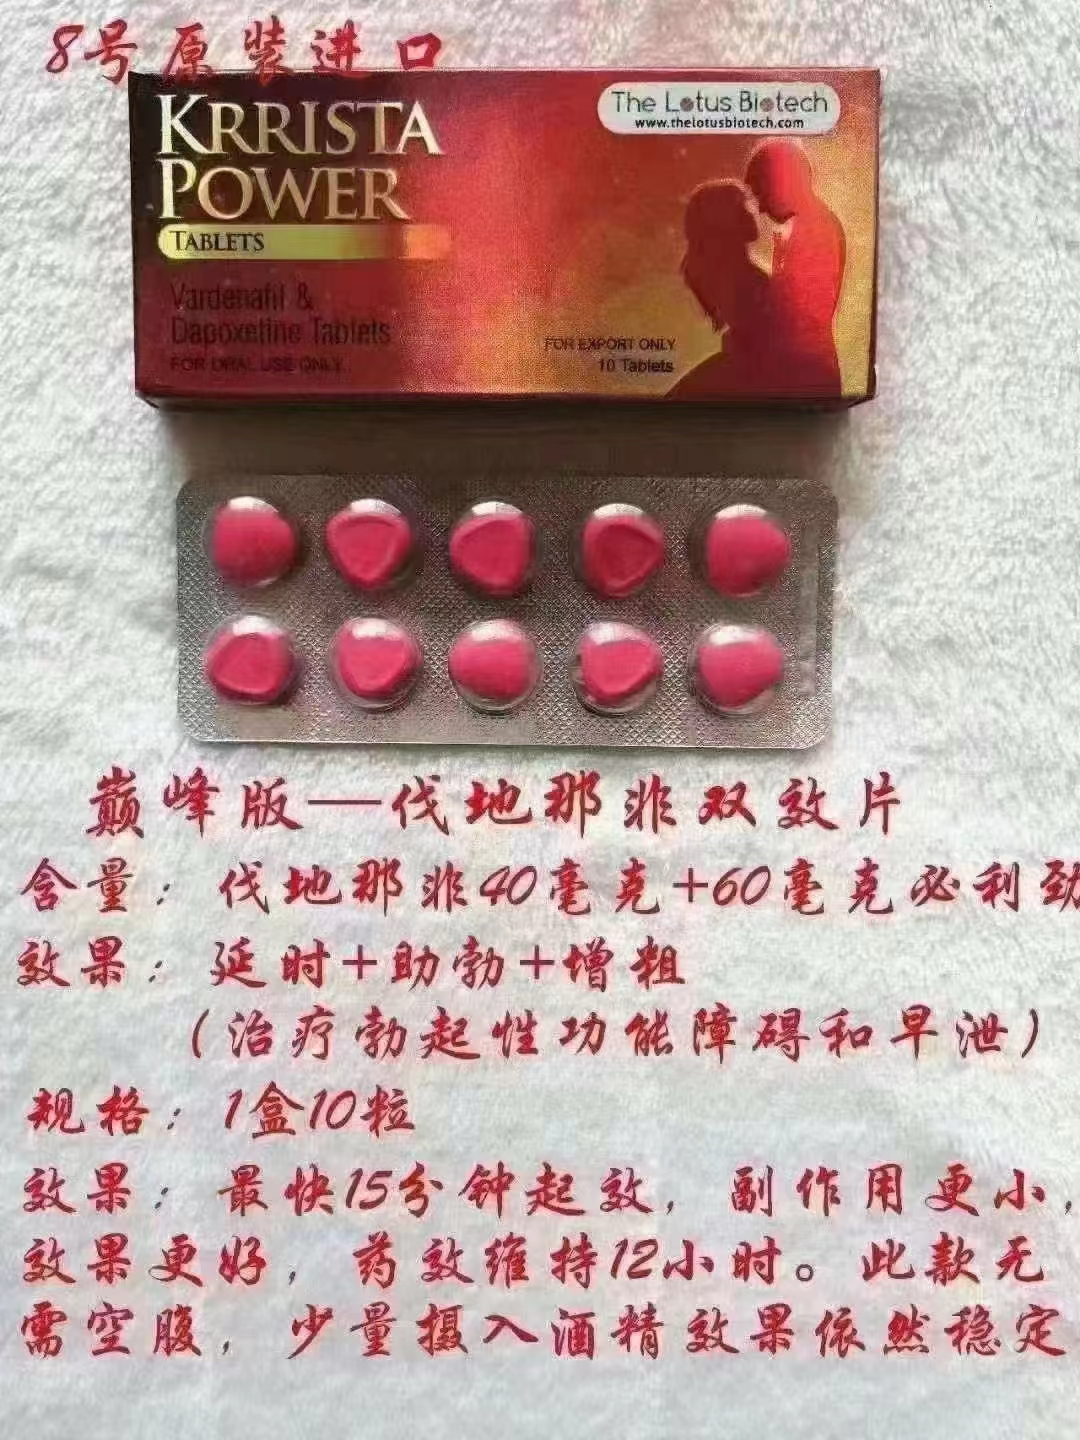 8号原装进口
KRRISTA
POWER
TABLETS
Vardenafil &
Dapoxetine Tablets
FOR ORAL USE ONLY
The Lotus Biotech
www.thelotusbiotech.com
FOR EXPORT ONLY
10 Tablets
巅峰版——伐地那非双效片
含量：伐地那非40毫克+60毫克必利劲
效果：延时+助勃+增粗
（治疗勃起性功能障碍和早泄）
规格：1盒10粒
效果：最快15分钟起效，副作用更小，
效果更好，药效维持12小时。此款无
需空腹，少量摄入酒精效果依然稳定